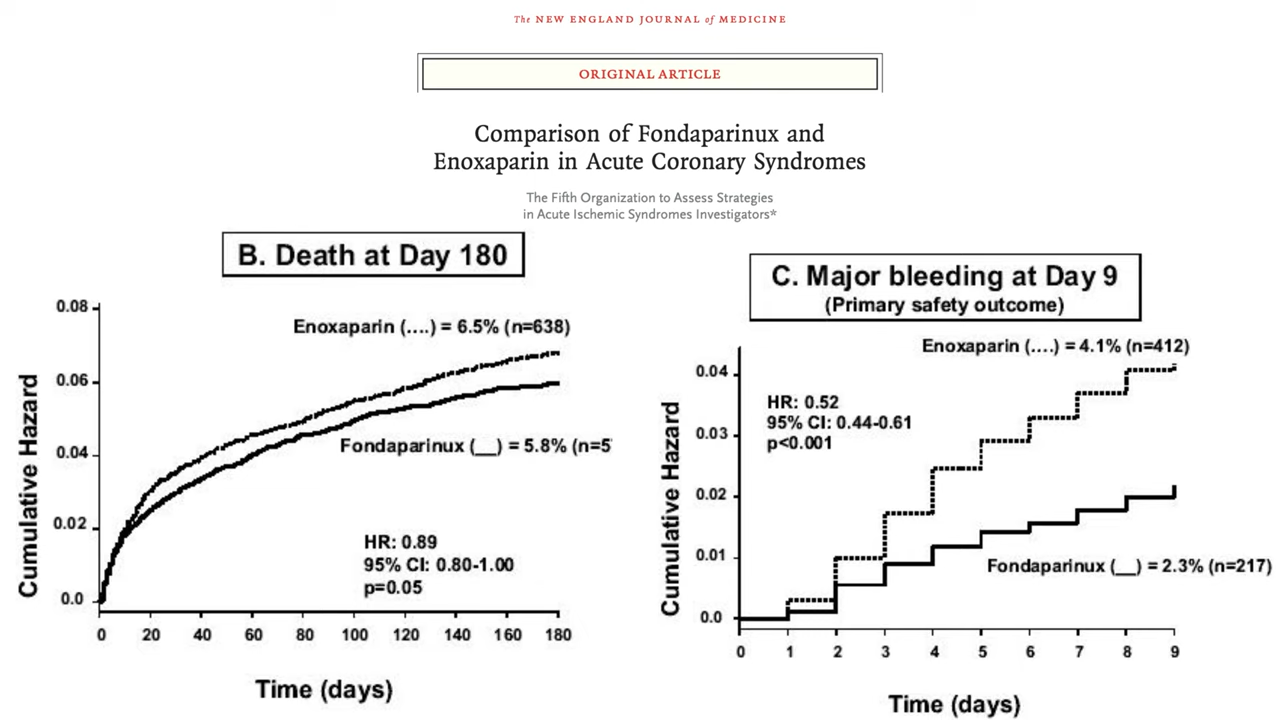 The NEW ENGLAND JOURNAL of MEDICINE
ORIGINAL ARTICLE
Comparison of Fondaparinux and
Enoxaparin in Acute Coronary Syndromes
The Fifth Organization to Assess Strategies
in Acute Ischemic Syndromes Investigators*
B. Death at Day 180
0.08
0.06
0.04
0.02
0.0
Cumulative Hazard
Enoxaparin (....) = 6.5% (n=638)
Fondaparinux (__) = 5.8% (n=5
HR: 0.89
95% CI: 0.80-1.00
p=0.05
0 20 40 60 80 100 120 140 160 180
Time (days)
C. Major bleeding at Day 9
(Primary safety outcome)
0.04
0.03
0.02
0.01
0.0
Cumulative Hazard
Enoxaparin (....) = 4.1% (n=412)
HR: 0.52
95% CI: 0.44-0.61
p<0.001
Fondaparinux (__) = 2.3% (n=217)
0 1 2 3 4 5 6 7 8 9
Time (days)